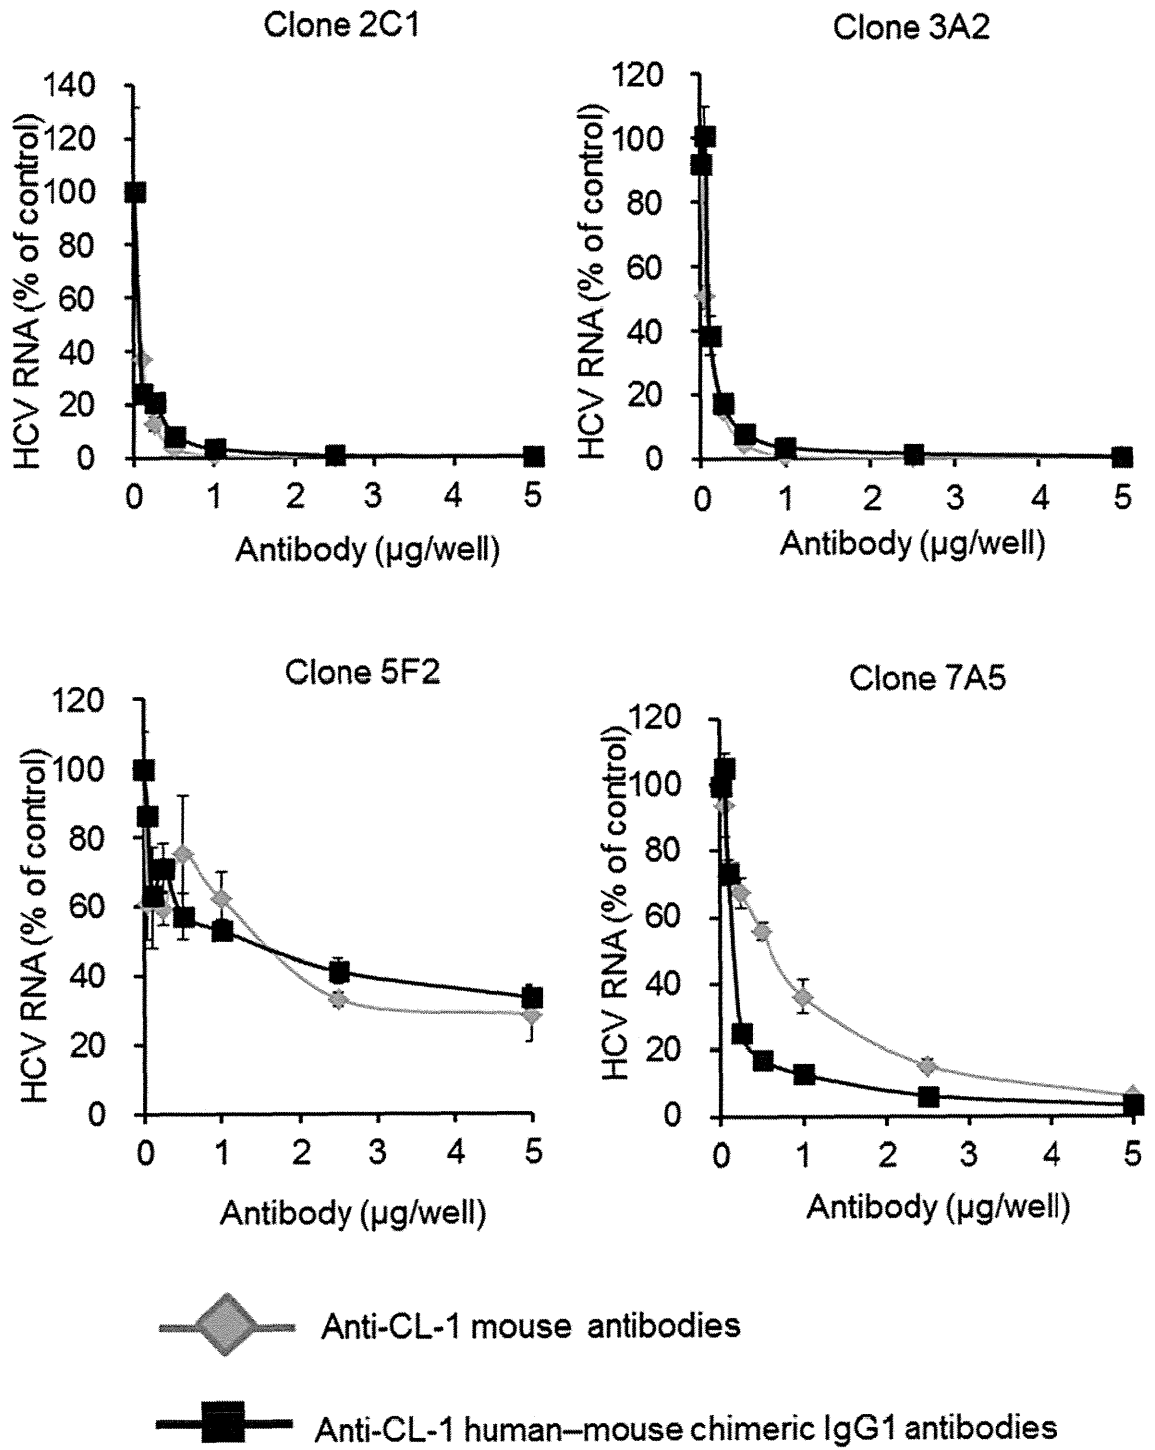 Clone 2C1
HCV RNA (% of control)
140
120
100
80
60
40
20
0
0 1 2 3 4 5
Antibody (µg/well)
Clone 3A2
HCV RNA (% of control)
120
100
80
60
40
20
0
0 1 2 3 4 5
Antibody (µg/well)
Clone 5F2
HCV RNA (% of control)
120
100
80
60
40
20
0
0 1 2 3 4 5
Antibody (µg/well)
Clone 7A5
HCV RNA (% of control)
120
100
80
60
40
20
0
0 1 2 3 4 5
Antibody (µg/well)
Anti-CL-1 mouse antibodies
Anti-CL-1 human–mouse chimeric IgG1 antibodies